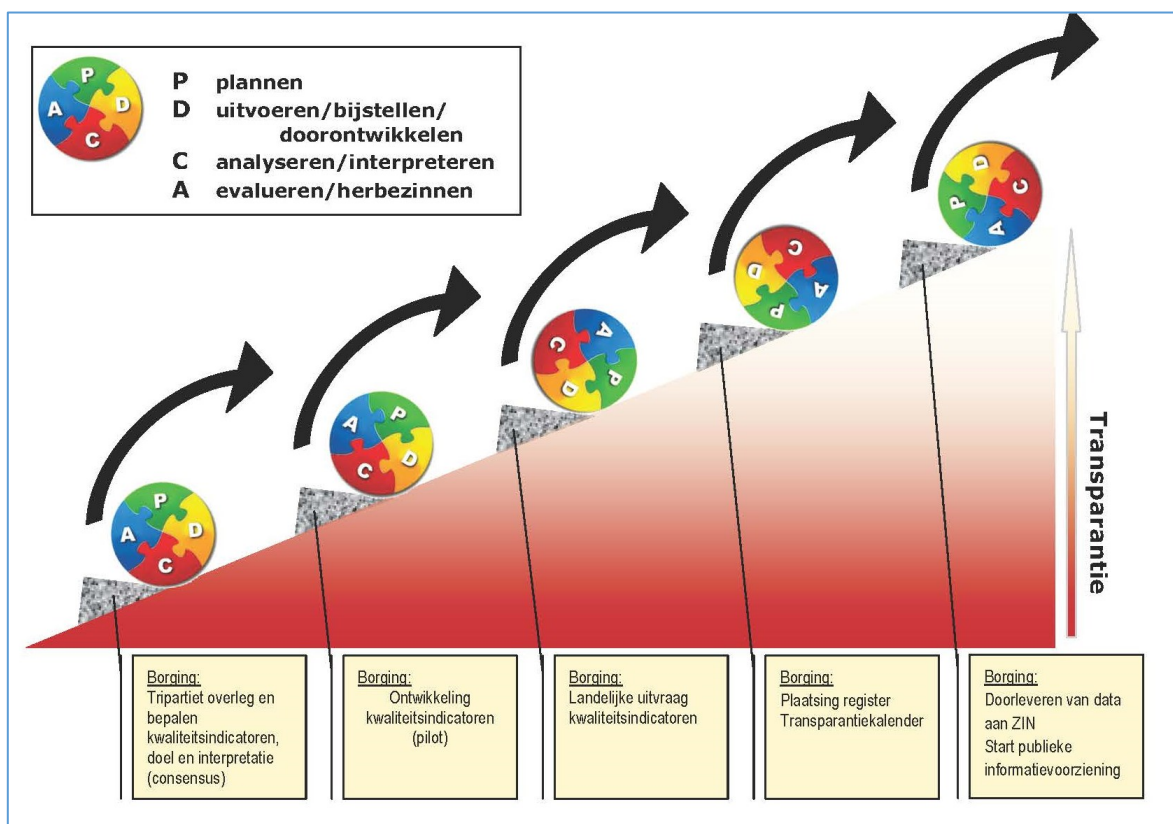 P
D
C
A
P plannen
D uitvoeren/bijstellen/
doorontwikkelen
C analyseren/interpreteren
A evalueren/herbezinnen
P
D
C
A
C
D
A
P
A
C
P
D
P
A
D
C
P
A
D
C
Transparantie
Borging:
Tripartiet overleg en
bepalen
kwaliteitsindicatoren,
doel en interpretatie
(consensus)
Borging:
Ontwikkeling
kwaliteitsindicatoren
(pilot)
Borging:
Landelijke uitvraag
kwaliteitsindicatoren
Borging:
Plaatsing register
Transparantiekalender
Borging:
Doorleveren van data
aan ZIN
Start publieke
informatievoorziening